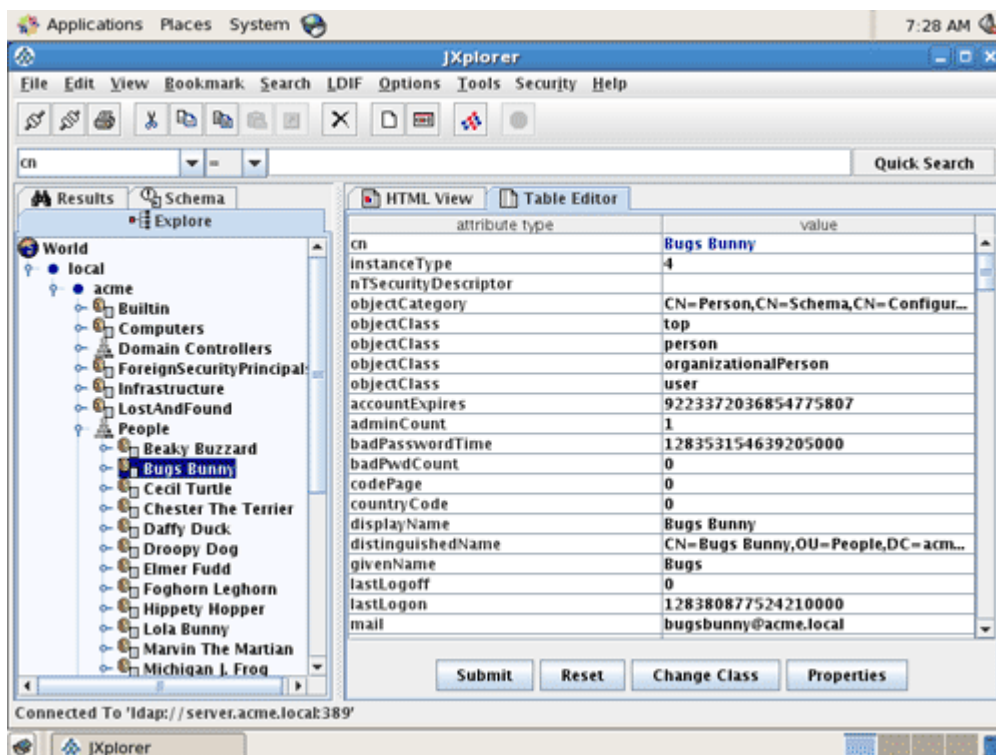 Applications Places System 7:28 AM
JXplorer
File Edit View Bookmark Search LDIF Options Tools Security Help
cn = Quick Search
Results Schema
Explore
HTML View Table Editor
World
local
acme
Builtin
Computers
Domain Controllers
ForeignSecurityPrincipal
Infrastructure
LostAndFound
People
Beaky Buzzard
Bugs Bunny
Cecil Turtle
Chester The Terrier
Daffy Duck
Droopy Dog
Elmer Fudd
Foghorn Leghorn
Hippety Hopper
Lola Bunny
Marvin The Martian
Michigan J. Frog
attribute type value
cn Bugs Bunny
instanceType 4
nTSecurityDescriptor
objectCategory CN=Person,CN=Schema,CN=Configur...
objectClass top
objectClass person
objectClass organizationalPerson
objectClass user
accountExpires 9223372036854775807
adminCount 1
badPasswordTime 128353154639205000
badPwdCount 0
codePage 0
countryCode 0
displayName Bugs Bunny
distinguishedName CN=Bugs Bunny,OU=People,DC=acm...
givenName Bugs
lastLogoff 0
lastLogon 128380877524210000
mail bugsbunny@acme.local
Submit Reset Change Class Properties
Connected To 'ldap://server.acme.local:389'
JXplorer